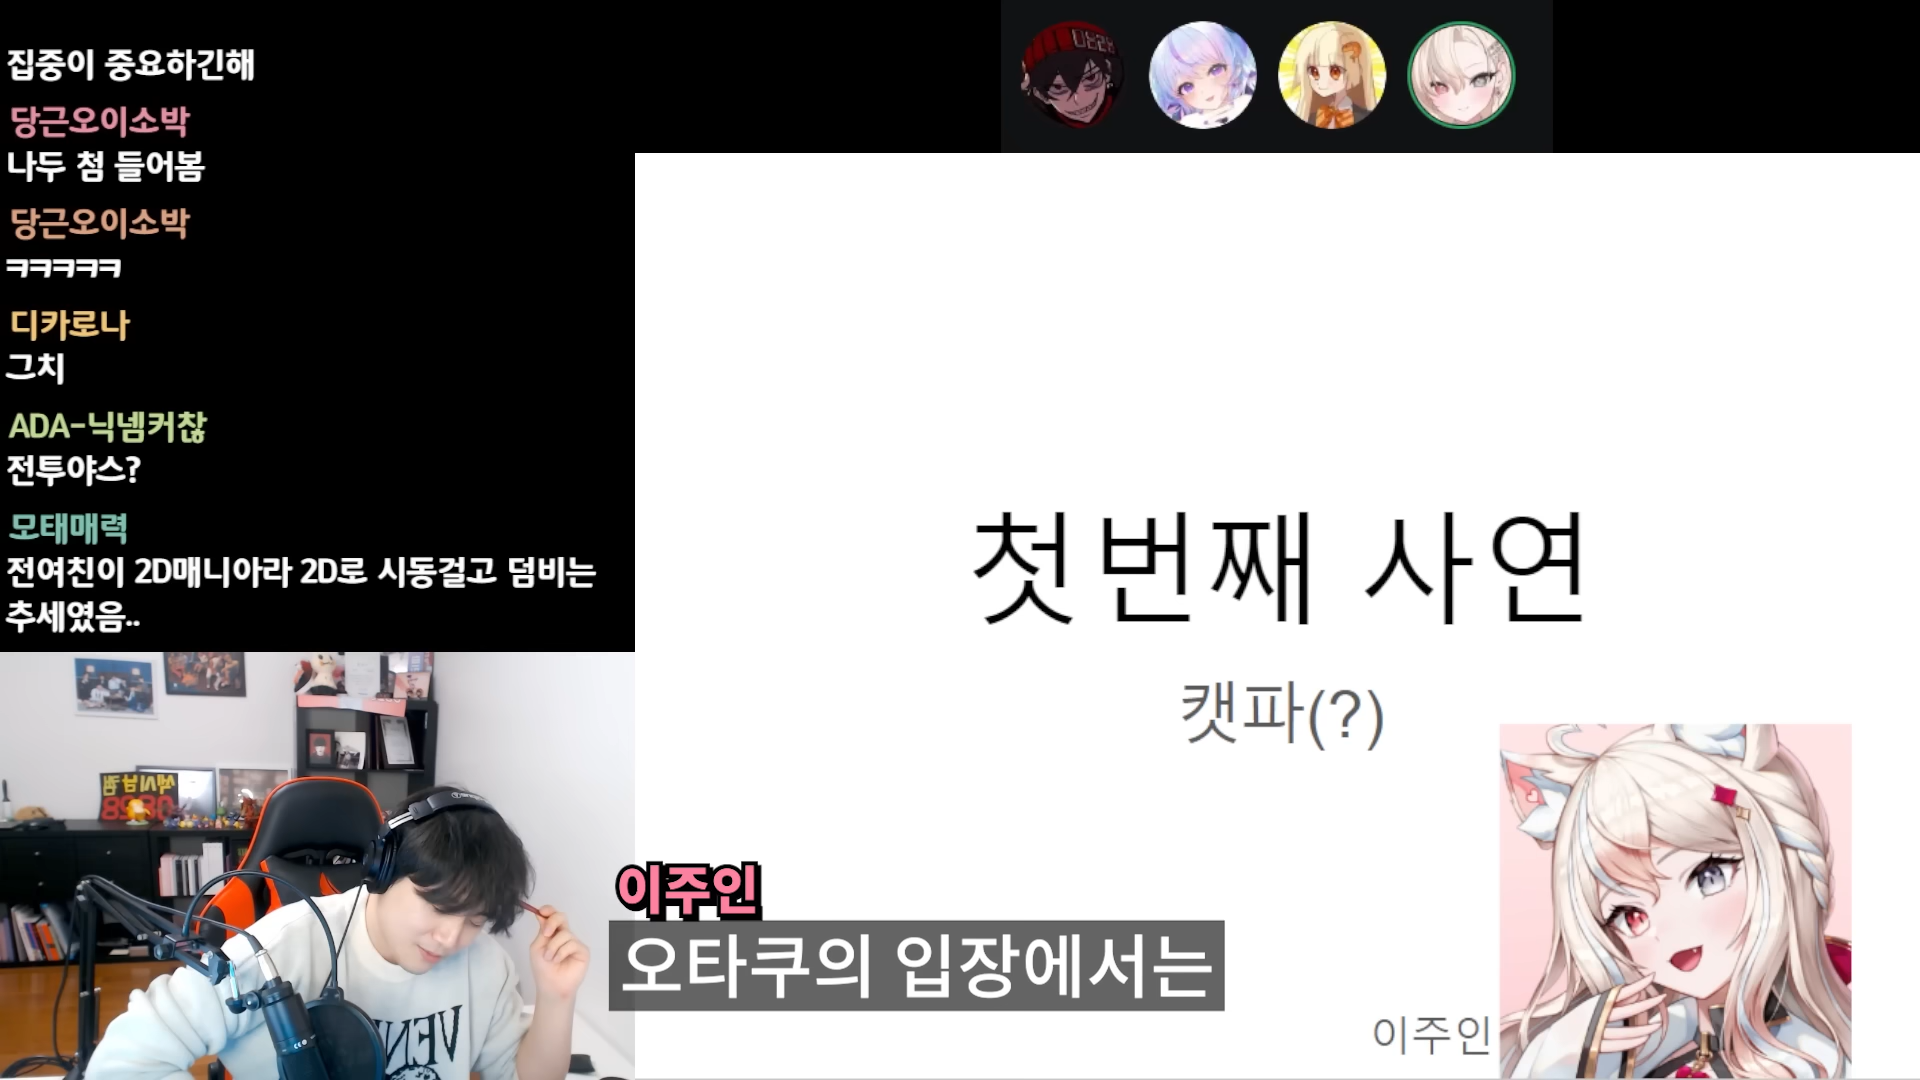 집중이 중요하긴해
당근오이소박
나두 첨 들어봄
당근오이소박
ㅋㅋㅋㅋㅋ
디카로나
그치
ADA-닉넴커찮
전투야스?
모태매력
전여친이 2D매니아라 2D로 시동걸고 덤비는
추세였음..
첫번째 사연
캣파(?)
이주인
오타쿠의 입장에서는
이주인